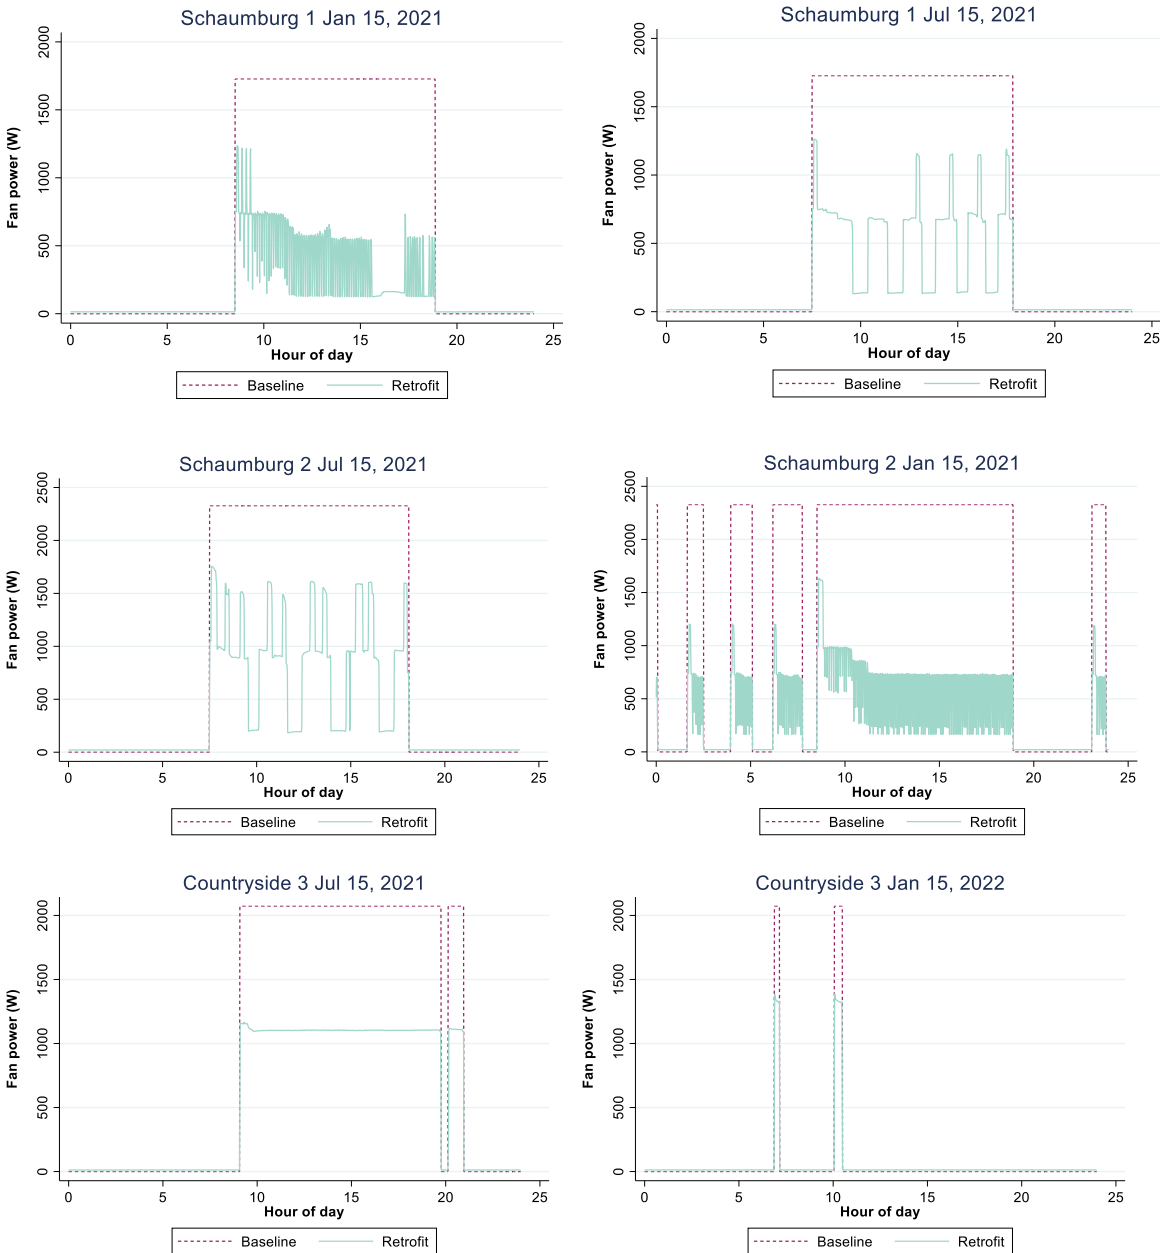 Schaumburg 1 Jan 15, 2021
Fan power (W)
2000
1500
1000
500
0
0 5 10 15 20 25
Hour of day
Baseline Retrofit
Schaumburg 1 Jul 15, 2021
Fan power (W)
2000
1500
1000
500
0
0 5 10 15 20 25
Hour of day
Baseline Retrofit
Schaumburg 2 Jul 15, 2021
Fan power (W)
2500
2000
1500
1000
500
0
0 5 10 15 20 25
Hour of day
Baseline Retrofit
Schaumburg 2 Jan 15, 2021
Fan power (W)
2500
2000
1500
1000
500
0
0 5 10 15 20 25
Hour of day
Baseline Retrofit
Countryside 3 Jul 15, 2021
Fan power (W)
2000
1500
1000
500
0
0 5 10 15 20 25
Hour of day
Baseline Retrofit
Countryside 3 Jan 15, 2022
Fan power (W)
2000
1500
1000
500
0
0 5 10 15 20 25
Hour of day
Baseline Retrofit